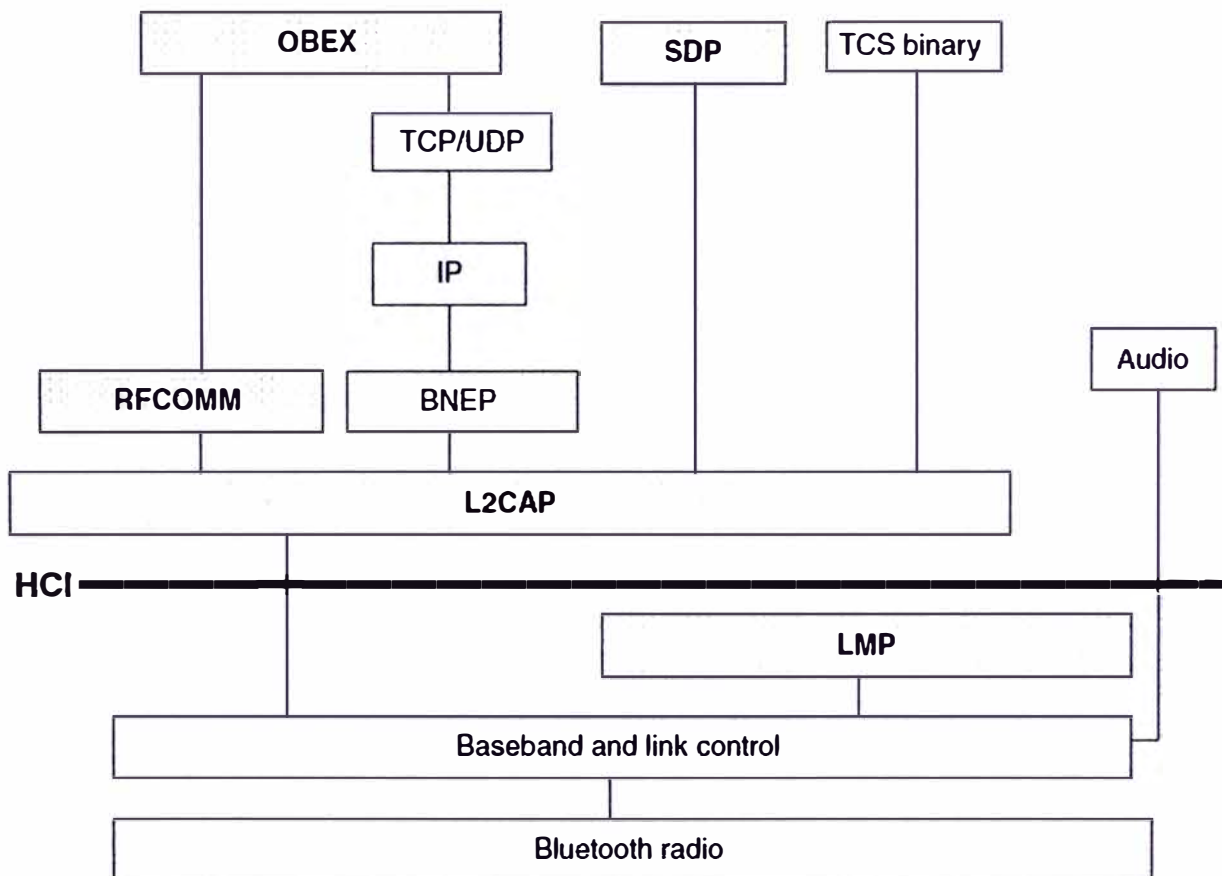 OBEX
SDP
TCS binary
TCP/UDP
IP
Audio
RFCOMM
BNEP
L2CAP
HCI
LMP
Baseband and link control
Bluetooth radio